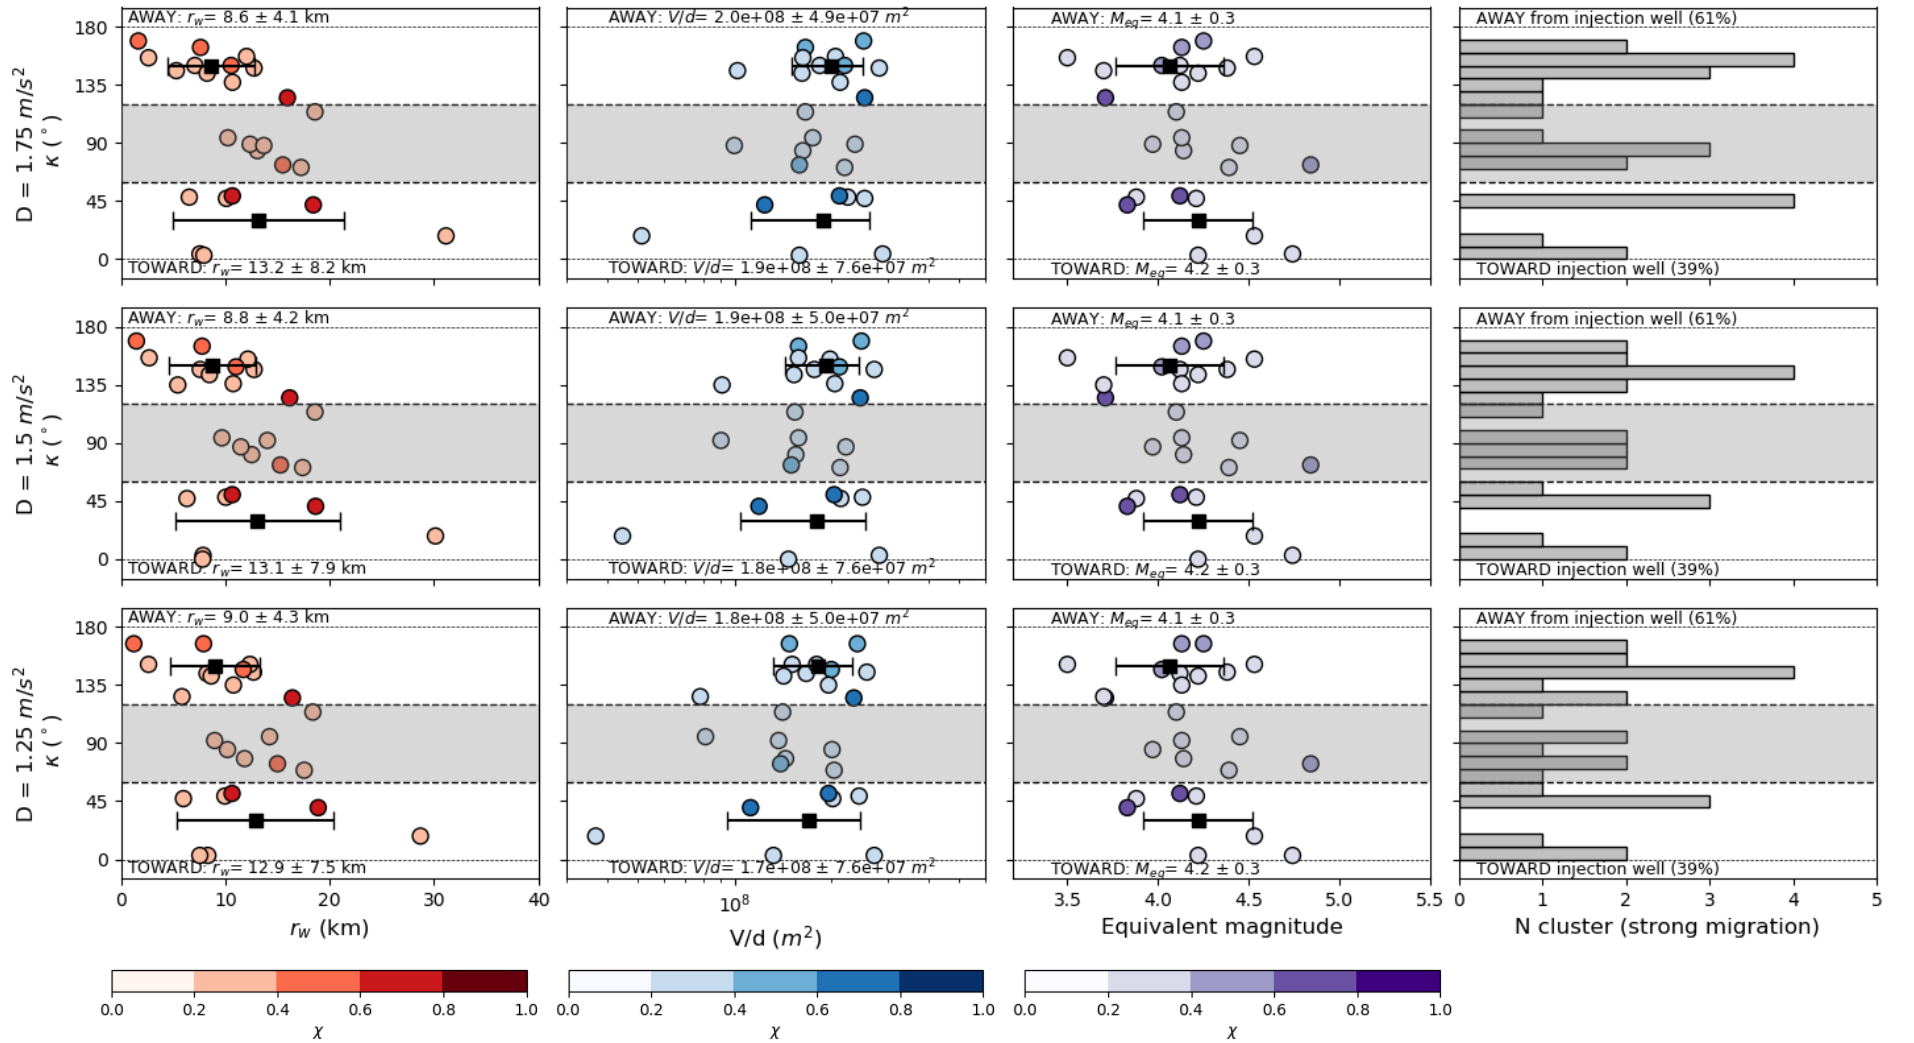 AWAY: r_w= 8.6 ± 4.1 km
AWAY: V/d= 2.0e+08 ± 4.9e+07 m²
AWAY: M_eq= 4.1 ± 0.3
AWAY from injection well (61%)
D = 1.75 m/s²
κ (°)
180
135
90
45
0
TOWARD: r_w= 13.2 ± 8.2 km
TOWARD: V/d= 1.9e+08 ± 7.6e+07 m²
TOWARD: M_eq= 4.2 ± 0.3
TOWARD injection well (39%)
AWAY: r_w= 8.8 ± 4.2 km
AWAY: V/d= 1.9e+08 ± 5.0e+07 m²
AWAY: M_eq= 4.1 ± 0.3
AWAY from injection well (61%)
D = 1.5 m/s²
κ (°)
180
135
90
45
0
TOWARD: r_w= 13.1 ± 7.9 km
TOWARD: V/d= 1.8e+08 ± 7.6e+07 m²
TOWARD: M_eq= 4.2 ± 0.3
TOWARD injection well (39%)
AWAY: r_w= 9.0 ± 4.3 km
AWAY: V/d= 1.8e+08 ± 5.0e+07 m²
AWAY: M_eq= 4.1 ± 0.3
AWAY from injection well (61%)
D = 1.25 m/s²
κ (°)
180
135
90
45
0
TOWARD: r_w= 12.9 ± 7.5 km
TOWARD: V/d= 1.7e+08 ± 7.6e+07 m²
TOWARD: M_eq= 4.2 ± 0.3
TOWARD injection well (39%)
0 10 20 30 40
10⁸
3.5 4.0 4.5 5.0 5.5
0 1 2 3 4 5
r_w (km)
V/d (m²)
Equivalent magnitude
N cluster (strong migration)
0.0 0.2 0.4 0.6 0.8 1.0
χ
0.0 0.2 0.4 0.6 0.8 1.0
χ
0.0 0.2 0.4 0.6 0.8 1.0
χ